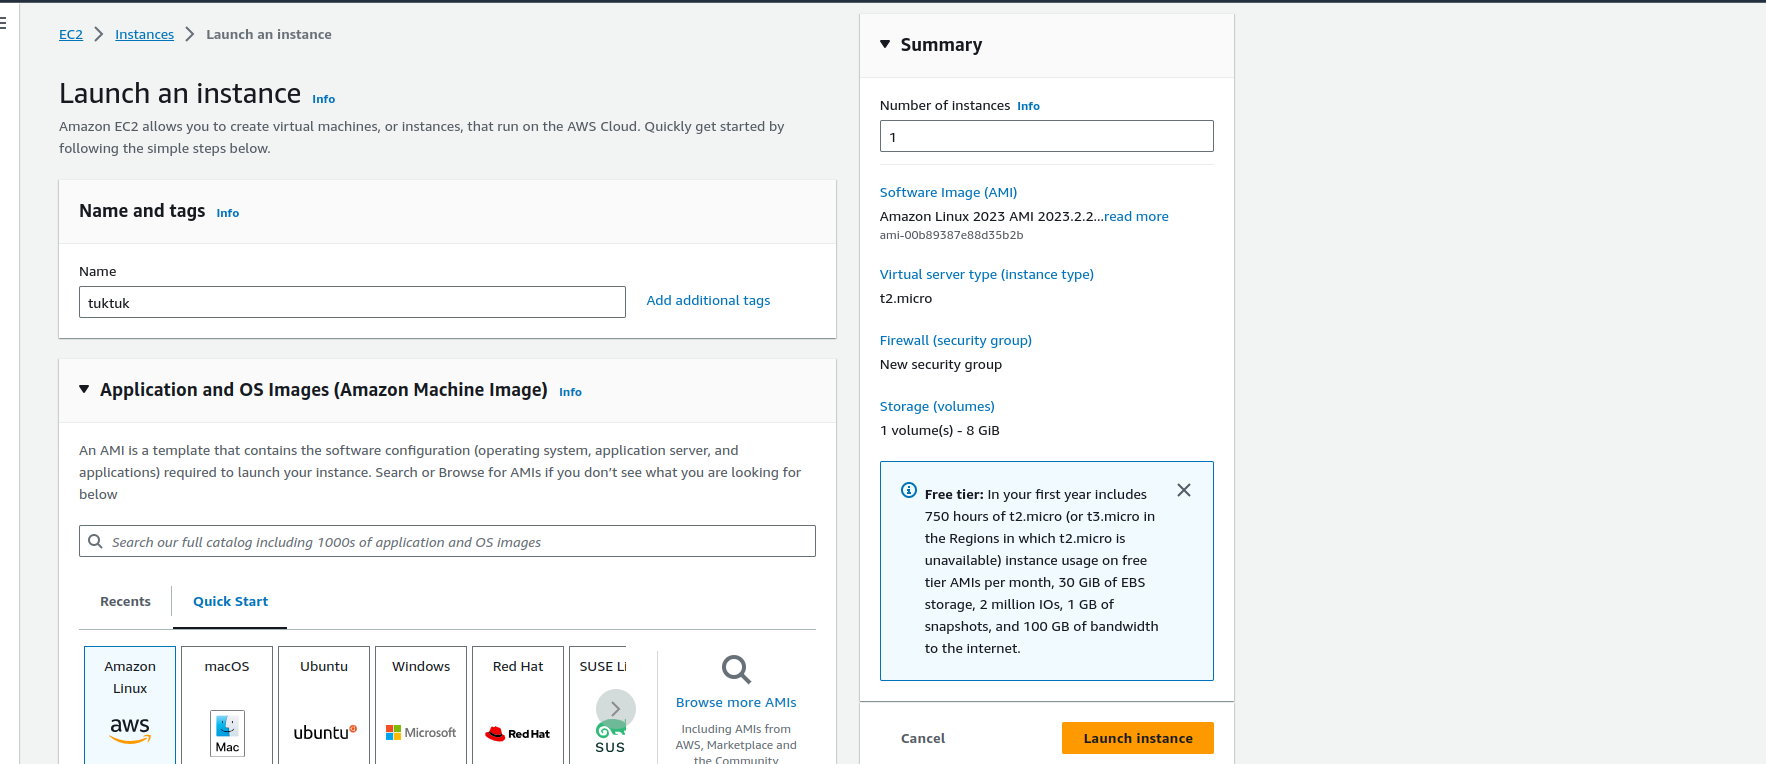 EC2 Instances Launch an instance
Launch an instance Info
Amazon EC2 allows you to create virtual machines, or instances, that run on the AWS Cloud. Quickly get started by
following the simple steps below.
Name and tags Info
Name
tuktuk
Add additional tags
Application and OS Images (Amazon Machine Image) Info
An AMI is a template that contains the software configuration (operating system, application server, and
applications) required to launch your instance. Search or Browse for AMIs if you don’t see what you are looking for
below
Search our full catalog including 1000s of application and OS images
Recents
Quick Start
Amazon
Linux
aws
macOS
Mac
Ubuntu
ubuntu
Windows
Microsoft
Red Hat
Red Hat
SUSE Li
SUS
Browse more AMIs
Including AMIs from
AWS, Marketplace and
the Community
Summary
Number of instances Info
1
Software Image (AMI)
Amazon Linux 2023 AMI 2023.2.2...read more
ami-00b89387e88d35b2b
Virtual server type (instance type)
t2.micro
Firewall (security group)
New security group
Storage (volumes)
1 volume(s) - 8 GiB
Free tier: In your first year includes
750 hours of t2.micro (or t3.micro in
the Regions in which t2.micro is
unavailable) instance usage on free
tier AMIs per month, 30 GiB of EBS
storage, 2 million IOs, 1 GB of
snapshots, and 100 GB of bandwidth
to the internet.
Cancel
Launch instance